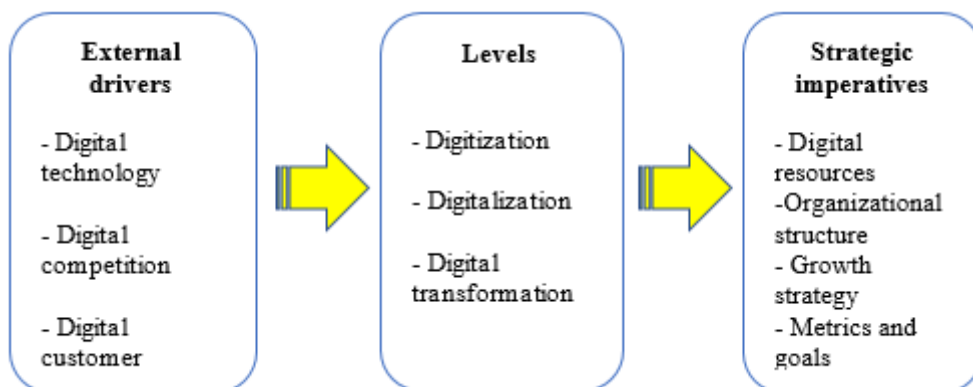 External
drivers
- Digital
technology
- Digital
competition
- Digital
customer
Levels
- Digitization
- Digitalization
- Digital
transformation
Strategic
imperatives
- Digital
resources
-Organizational
structure
- Growth
strategy
- Metrics and
goals